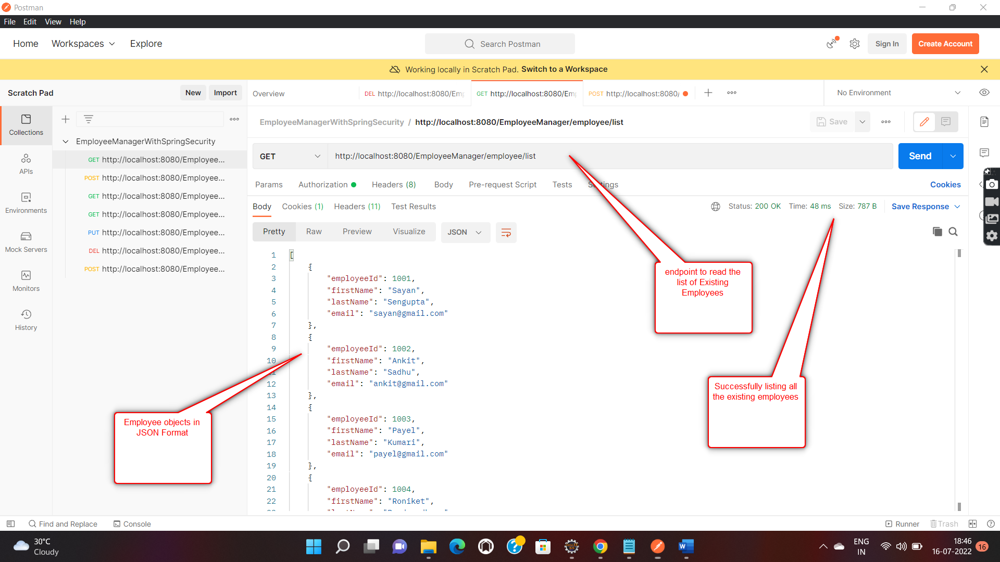 Postman
File Edit View Help
Home Workspaces Explore
Search Postman
Sign In
Create Account
Working locally in Scratch Pad. Switch to a Workspace
Scratch Pad
New
Import
Overview
DEL http://localhost:8080/Em
GET http://localhost:8080/Em
POST http://localhost:8080/
No Environment
Collections
APIs
Environments
Mock Servers
Monitors
History
EmployeeManagerWithSpringSecurity
GET http://localhost:8080/Employee...
POST http://localhost:8080/Employee...
GET http://localhost:8080/Employee...
GET http://localhost:8080/Employee...
PUT http://localhost:8080/Employee...
DEL http://localhost:8080/Employee...
POST http://localhost:8080/Employee...
EmployeeManagerWithSpringSecurity / http://localhost:8080/EmployeeManager/employee/list
Save
GET http://localhost:8080/EmployeeManager/employee/list
Send
Params Authorization Headers (8) Body Pre-request Script Tests Settings
Cookies
Body Cookies (1) Headers (11) Test Results
Status: 200 OK Time: 48 ms Size: 787 B
Save Response
Pretty Raw Preview Visualize JSON
1 [
2 {
3 "employeeId": 1001,
4 "firstName": "Sayan",
5 "lastName": "Sengupta",
6 "email": "sayan@gmail.com"
7 },
8 {
9 "employeeId": 1002,
10 "firstName": "Ankit",
11 "lastName": "Sadhu",
12 "email": "ankit@gmail.com"
13 },
14 {
15 "employeeId": 1003,
16 "firstName": "Payel",
17 "lastName": "Kumari",
18 "email": "payel@gmail.com"
19 },
20 {
21 "employeeId": 1004,
22 "firstName": "Roniket",
endpoint to read the
list of Existing
Employees
Successfully listing all
the existing employees
Employee objects in
JSON Format
Find and Replace
Console
Runner
Trash
30°C
Cloudy
ENG
IN
18:46
16-07-2022
16